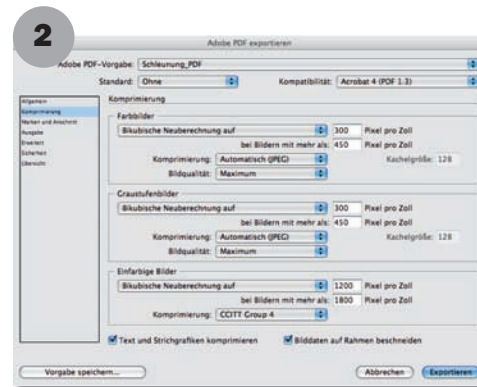 2
Adobe PDF exportieren
Adobe PDF-Vorgabe: Schleunung_PDF
Standard: Ohne Kompatibilität: Acrobat 4 (PDF 1.3)
Allgemein
Komprimierung
Marken und Anschnitt
Ausgabe
Erweitert
Sicherheit
Übersicht
Komprimierung
Farbbilder
Bikubische Neuberechnung auf 300 Pixel pro Zoll
bei Bildern mit mehr als: 450 Pixel pro Zoll
Komprimierung: Automatisch (JPEG) Kachelgröße: 128
Bildqualität: Maximum
Graustufenbilder
Bikubische Neuberechnung auf 300 Pixel pro Zoll
bei Bildern mit mehr als: 450 Pixel pro Zoll
Komprimierung: Automatisch (JPEG) Kachelgröße: 128
Bildqualität: Maximum
Einfarbige Bilder
Bikubische Neuberechnung auf 1200 Pixel pro Zoll
bei Bildern mit mehr als: 1800 Pixel pro Zoll
Komprimierung: CCITT Group 4
Text und Strichgrafiken komprimieren Bilddaten auf Rahmen beschneiden
Vorgabe speichern... Abbrechen Exportieren